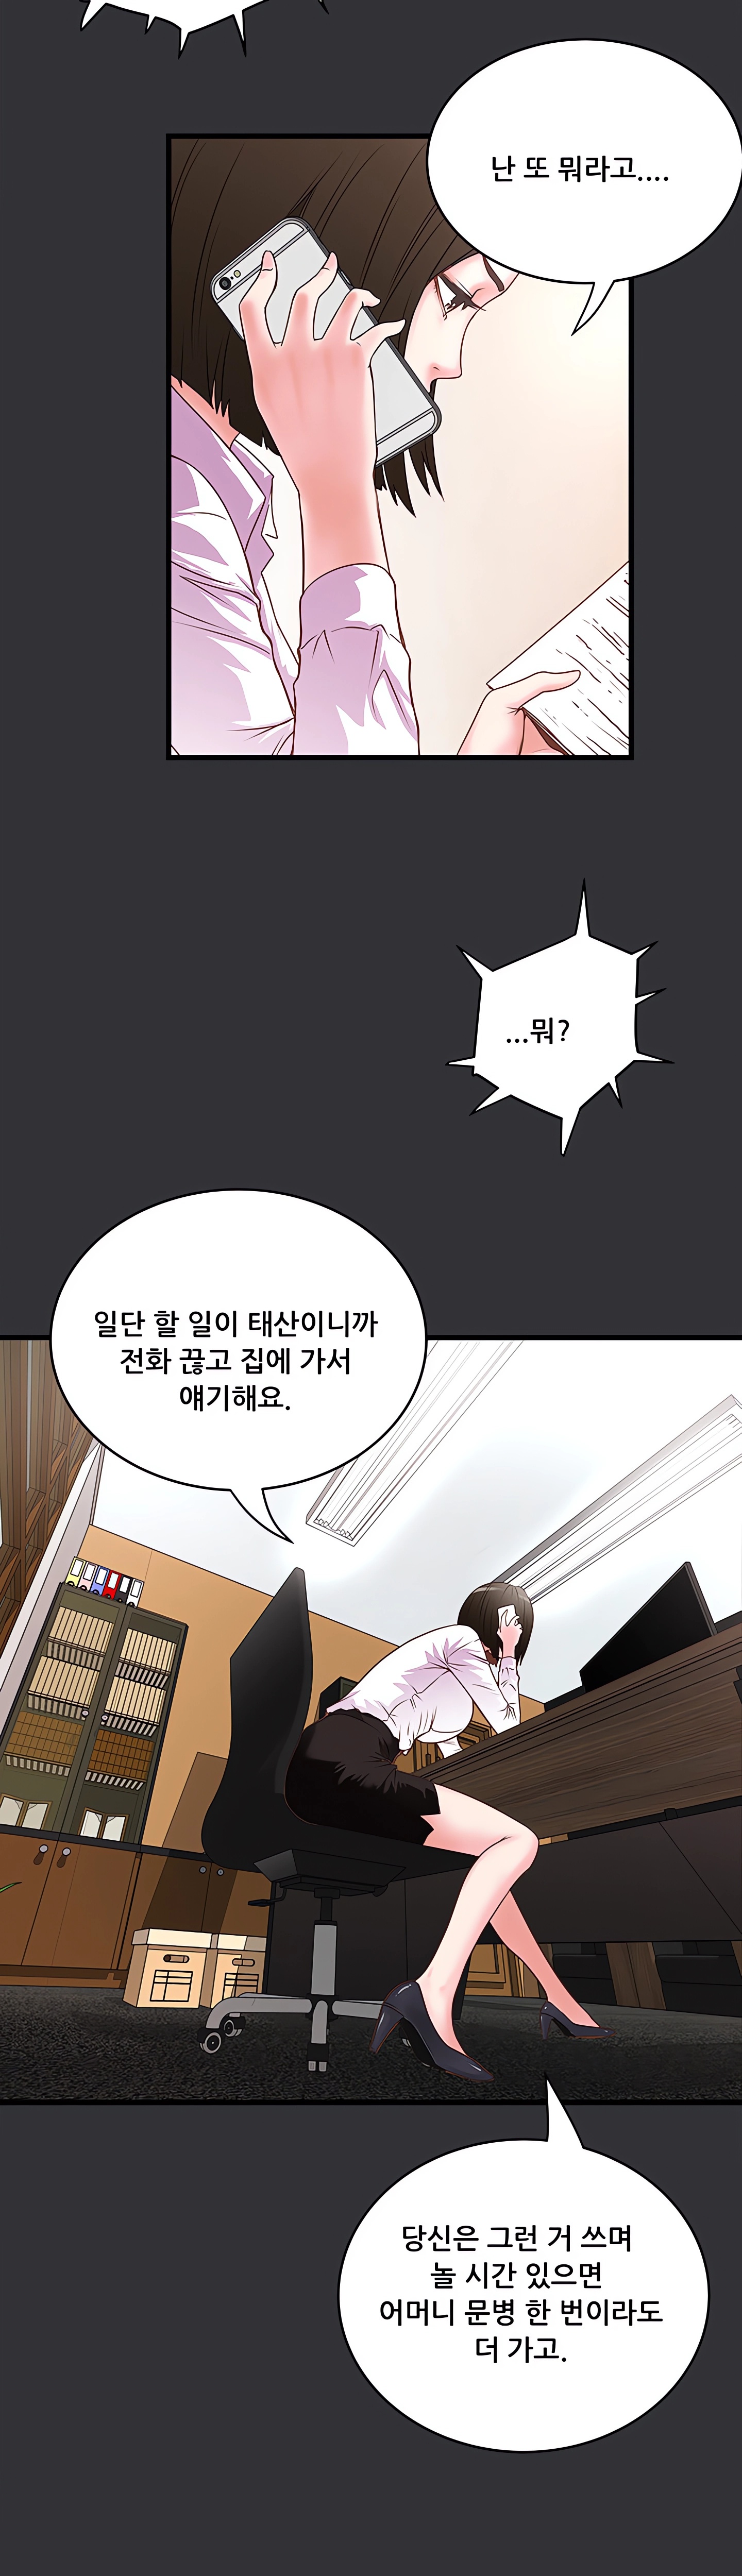 난 또 뭐라고....
...뭐?
일단 할 일이 태산이니까
전화 끊고 집에 가서
얘기해요.
당신은 그런 거 쓰며
놀 시간 있으면
어머니 문병 한 번이라도
더 가고.